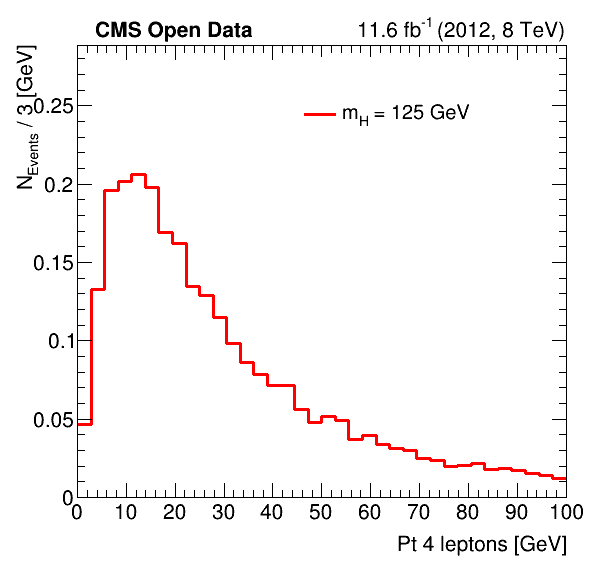 CMS Open Data
11.6 fb-1 (2012, 8 TeV)
NEvents / 3 [GeV]
mH = 125 GeV
0.25
0.2
0.15
0.1
0.05
0
0 10 20 30 40 50 60 70 80 90 100
Pt 4 leptons [GeV]